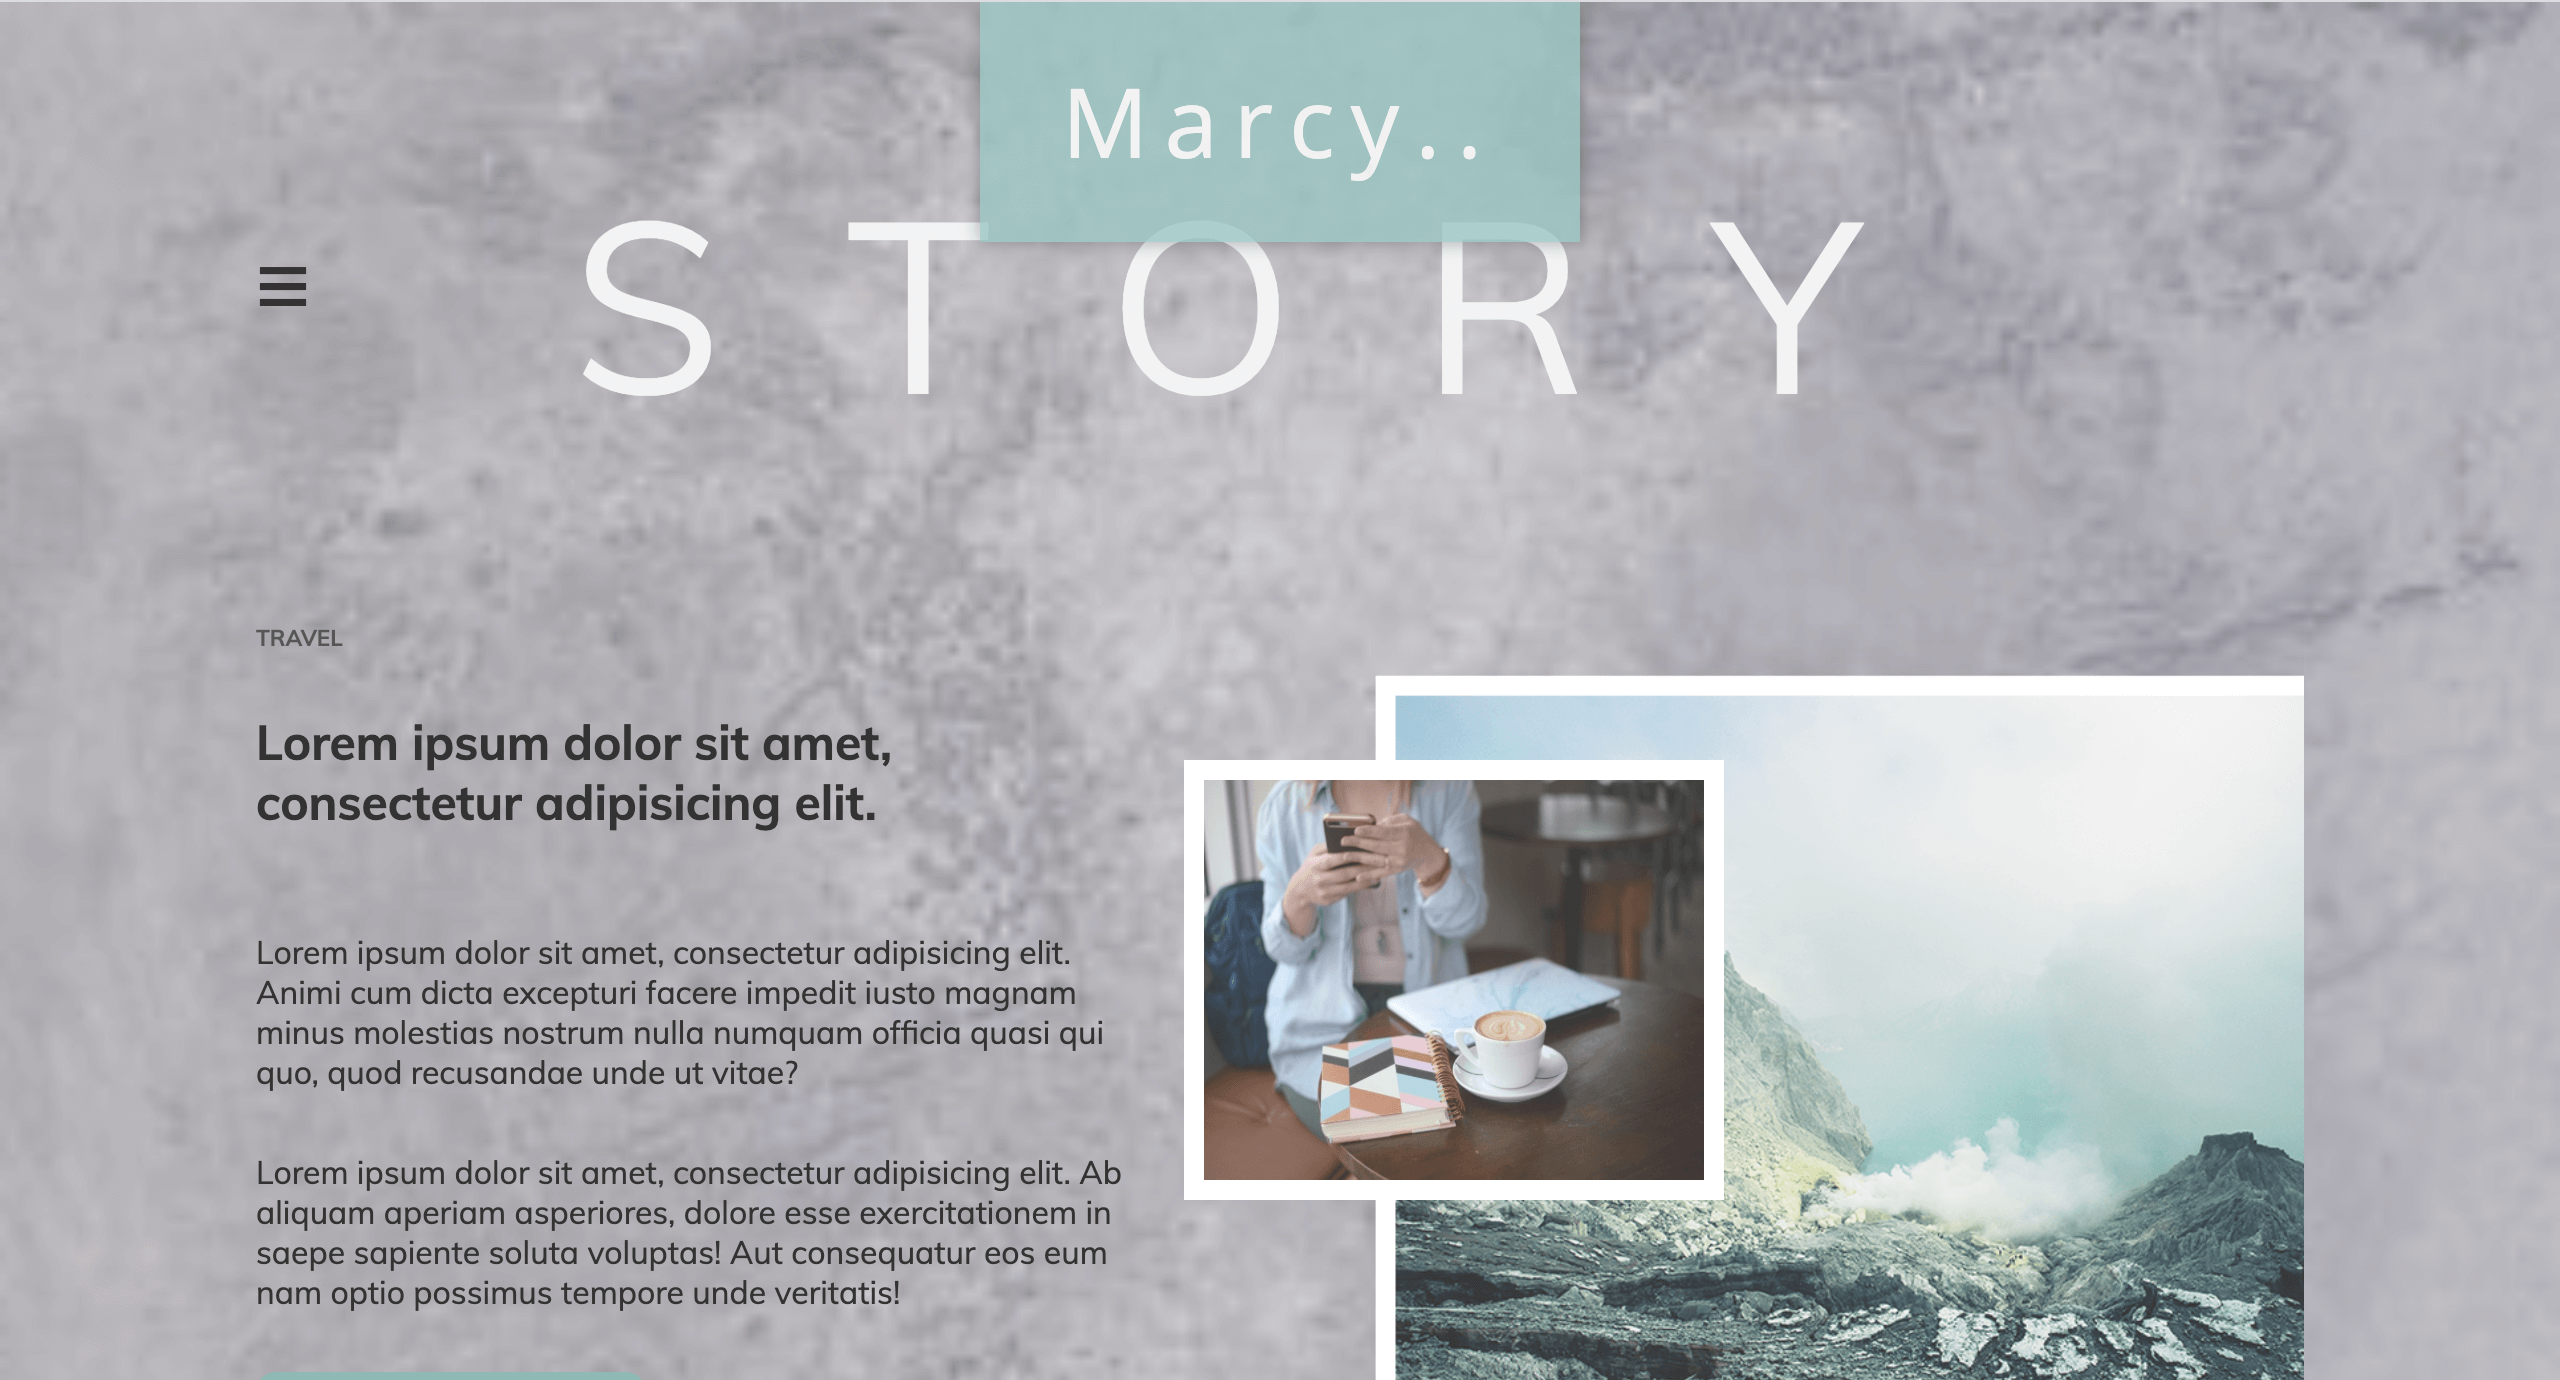 Marcy..
STORY
TRAVEL
Lorem ipsum dolor sit amet,
consectetur adipisicing elit.
Lorem ipsum dolor sit amet, consectetur adipisicing elit.
Animi cum dicta excepturi facere impedit iusto magnam
minus molestias nostrum nulla numquam officia quasi qui
quo, quod recusandae unde ut vitae?
Lorem ipsum dolor sit amet, consectetur adipisicing elit. Ab
aliquam aperiam asperiores, dolore esse exercitationem in
saepe sapiente soluta voluptas! Aut consequatur eos eum
nam optio possimus tempore unde veritatis!